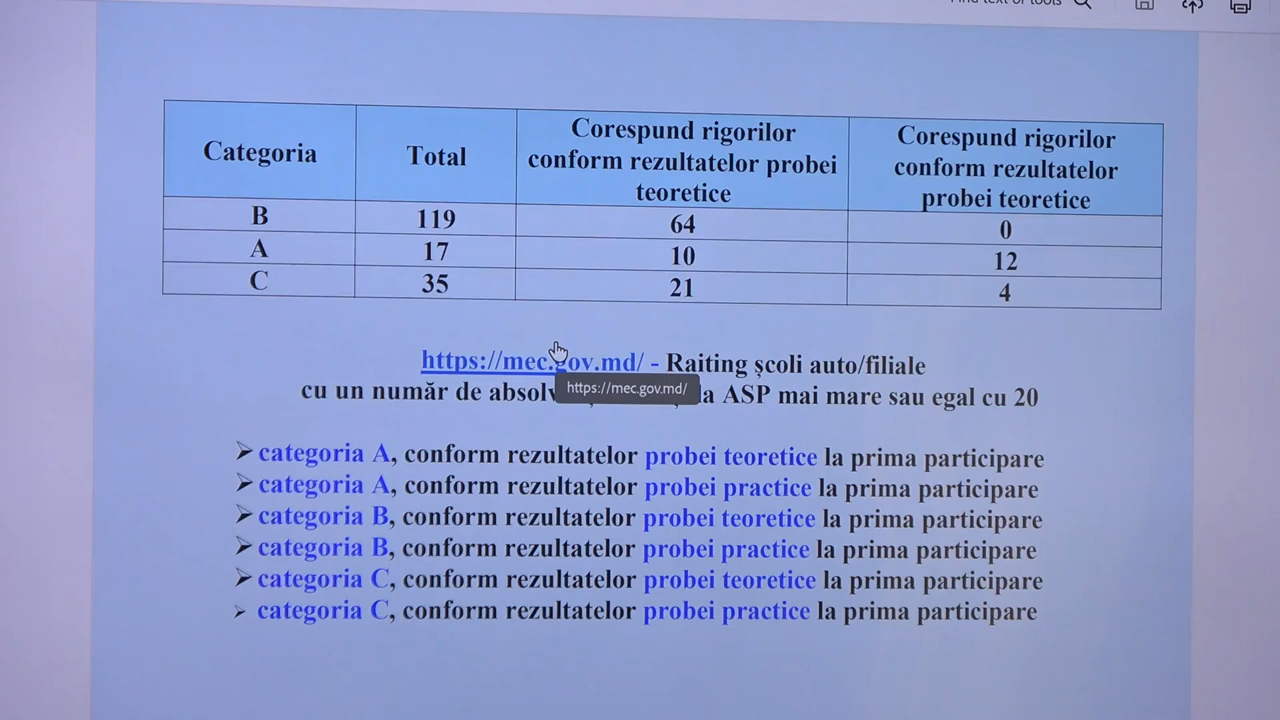 Categoria
Total
Corespund rigorilor
conform rezultatelor probei
teoretice
Corespund rigorilor
conform rezultatelor
probei teoretice
B 119 64 0
A 17 10 12
C 35 21 4
https://mec.gov.md/ - Raiting școli auto/filiale
cu un număr de la ASP mai mare sau egal cu 20
https://mec.gov.md/
➢ categoria A, conform rezultatelor probei teoretice la prima participare
➢ categoria A, conform rezultatelor probei practice la prima participare
➢ categoria B, conform rezultatelor probei teoretice la prima participare
➢ categoria B, conform rezultatelor probei practice la prima participare
➢ categoria C, conform rezultatelor probei teoretice la prima participare
➢ categoria C, conform rezultatelor probei practice la prima participare